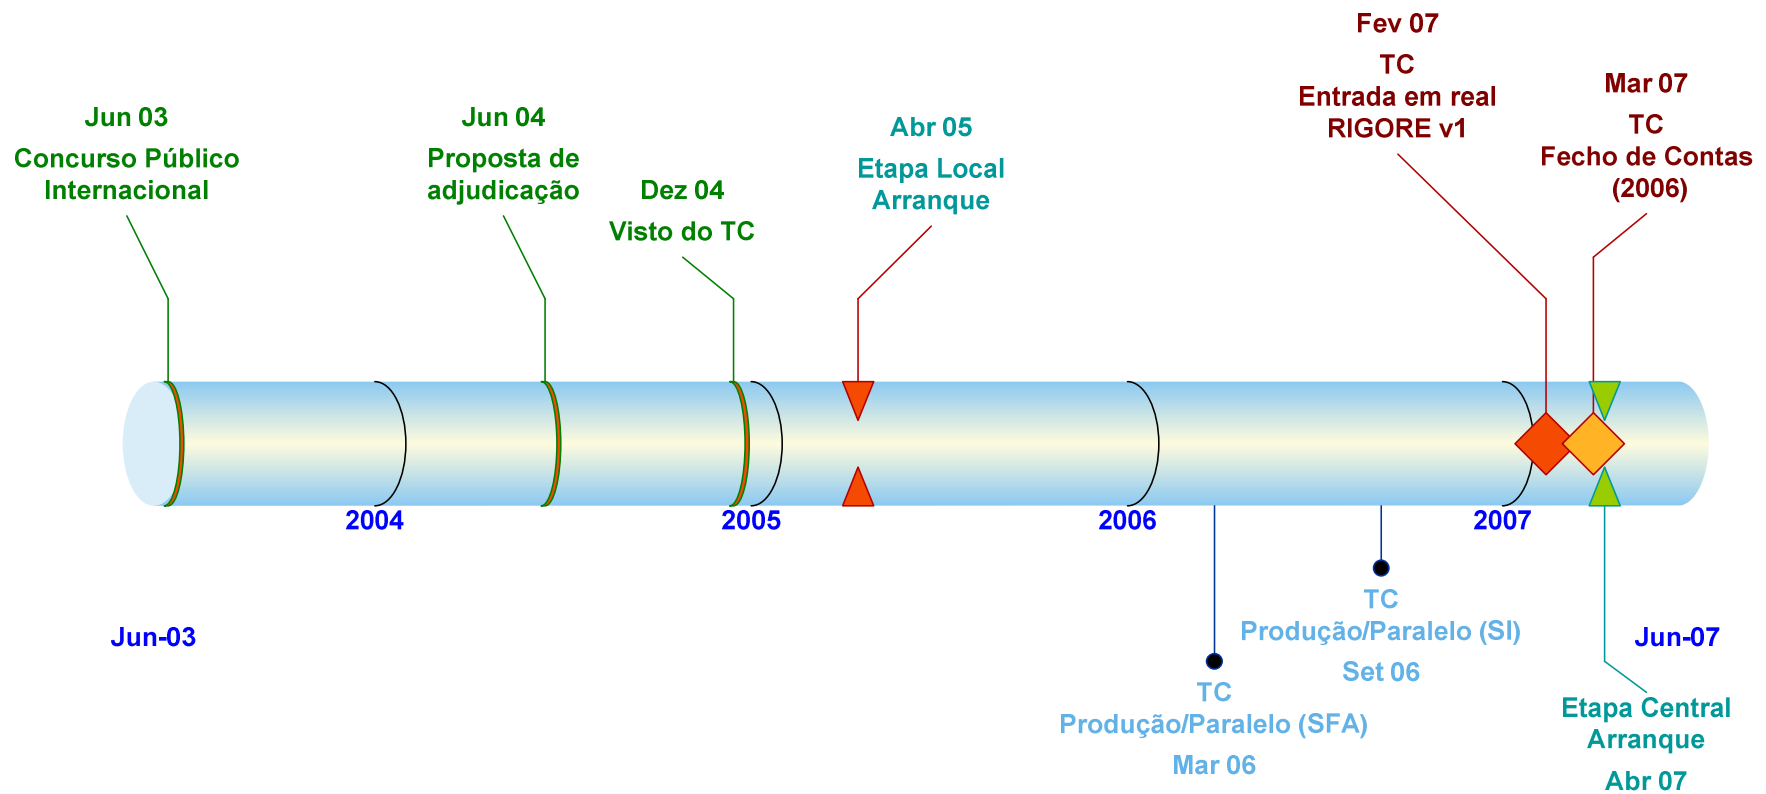 Jun 03
Concurso Público
Internacional
Jun 04
Proposta de
adjudicação
Dez 04
Visto do TC
Abr 05
Etapa Local
Arranque
Fev 07
TC
Entrada em real
RIGORE v1
Mar 07
TC
Fecho de Contas
(2006)
2004
2005
2006
2007
Jun-03
Jun-07
TC
Produção/Paralelo (SFA)
Mar 06
TC
Produção/Paralelo (SI)
Set 06
Etapa Central
Arranque
Abr 07